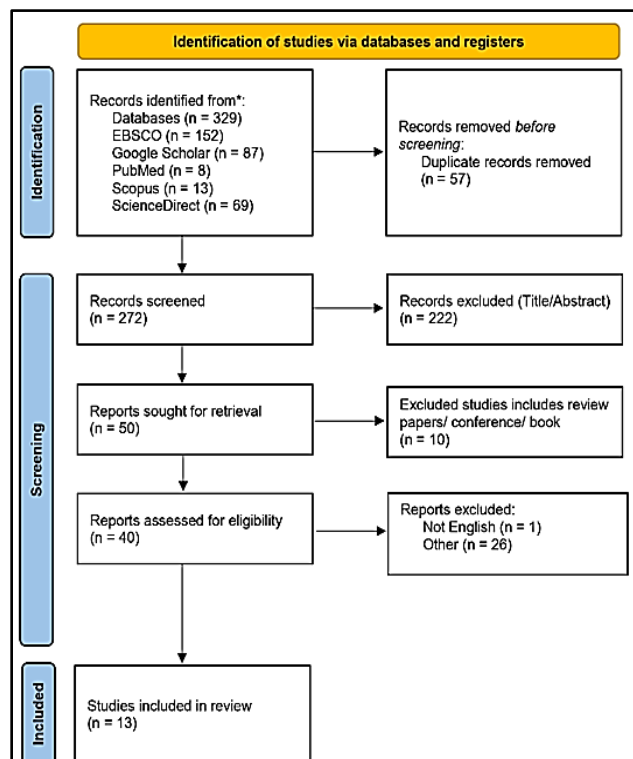 Identification of studies via databases and registers
Identification
Records identified from*:
Databases (n = 329)
EBSCO (n = 152)
Google Scholar (n = 87)
PubMed (n = 8)
Scopus (n = 13)
ScienceDirect (n = 69)
Records removed before
screening:
Duplicate records removed
(n = 57)
Screening
Records screened
(n = 272)
Records excluded (Title/Abstract)
(n = 222)
Reports sought for retrieval
(n = 50)
Excluded studies includes review
papers/ conference/ book
(n = 10)
Reports assessed for eligibility
(n = 40)
Reports excluded:
Not English (n = 1)
Other (n = 26)
Included
Studies included in review
(n = 13)